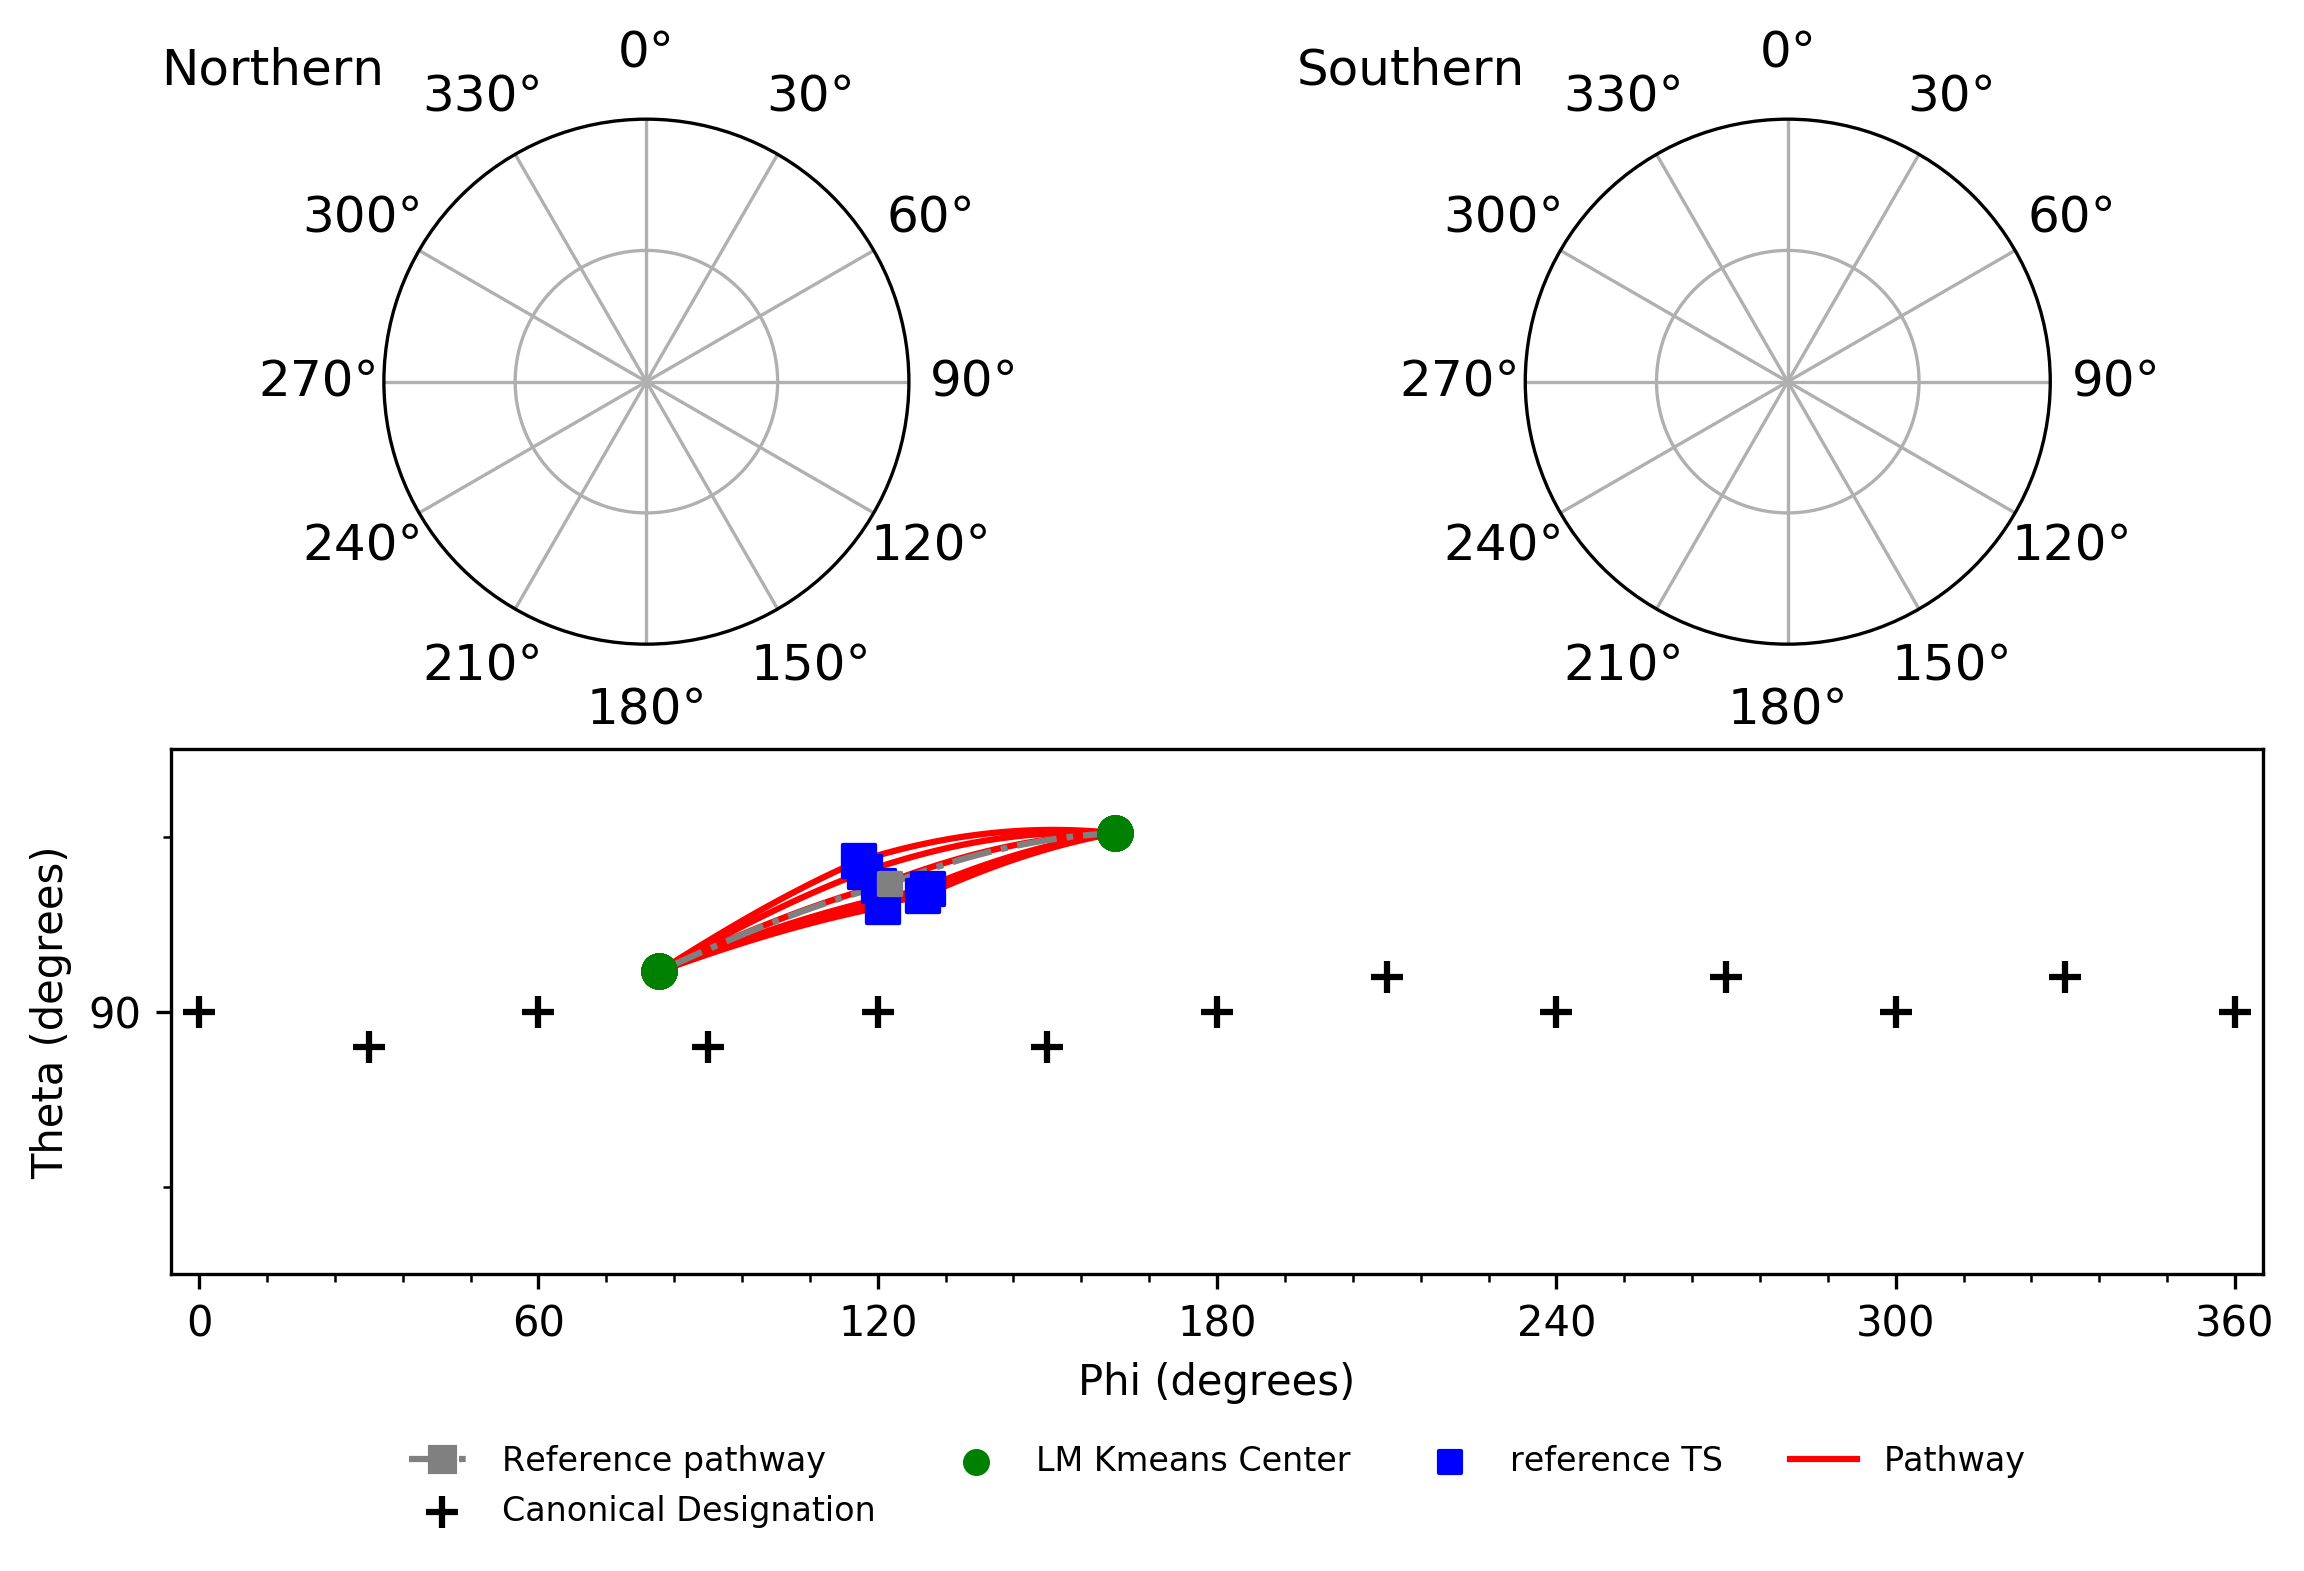 Northern
0°
30°
60°
90°
120°
150°
180°
210°
240°
270°
300°
330°
Southern
0°
30°
60°
90°
120°
150°
180°
210°
240°
270°
300°
330°
Theta (degrees)
90
0 60 120 180 240 300 360
Phi (degrees)
Reference pathway
Canonical Designation
LM Kmeans Center
reference TS
Pathway